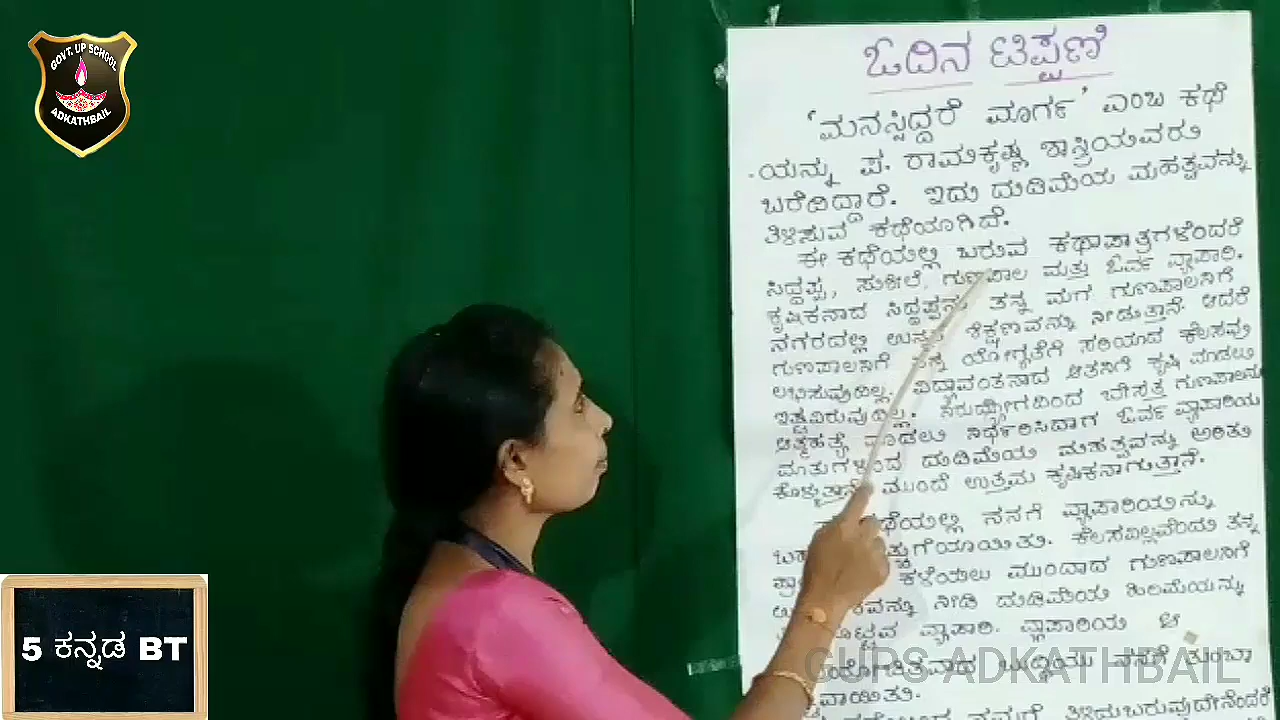 GOVT. UP SCHOOL
ADKATHBAIL
ಓದಿನ ಟಿಪ್ಪಣಿ
‘ಮನಸ್ಸಿದ್ದರೆ ಮಾರ್ಗ’ ಎಂಬ ಕಥೆ
ಯನ್ನು ಪ. ರಾಮಕೃಷ್ಣ ಶಾಸ್ತ್ರಿಯವರು
ಬರೆದಿದ್ದಾರೆ. ಇದು ದುಡಿಮೆಯ ಮಹತ್ವವನ್ನು
ತಿಳಿಸುವ ಕಥೆಯಾಗಿದೆ.
ಈ ಕಥೆಯಲ್ಲಿ ಬರುವ ಕಥಾಪಾತ್ರಗಳೆಂದರೆ
ಸಿದ್ದಪ್ಪ, ಸುಶೀಲೆ, ಗುಣಪಾಲ ಮತ್ತು ಓರ್ವ ವ್ಯಾಪಾರಿ.
ಕೃಷಿಕನಾದ ಸಿದ್ದಪ್ಪನು ತನ್ನ ಮಗ ಗುಣಪಾಲನಿಗೆ
ನಗರದಲ್ಲಿ ಉನ್ನತ ಶಿಕ್ಷಣವನ್ನು ನೀಡುತ್ತಾನೆ. ಆದರೆ
ಗುಣಪಾಲನಿಗೆ ತನ್ನ ಯೋಗ್ಯತೆಗೆ ಸರಿಯಾದ ಕೆಲಸವು
ಲಭಿಸುವುದಿಲ್ಲ. ವಿದ್ಯಾವಂತನಾದ ಆತನಿಗೆ ಕೃಷಿ ಮಾಡಲು
ಇಷ್ಟವಿರುವುದಿಲ್ಲ. ನಿರುದ್ಯೋಗದಿಂದ ಬೇಸತ್ತ ಗುಣಪಾಲನು
ಆತ್ಮಹತ್ಯೆ ಮಾಡಲು ನಿರ್ಧರಿಸಿದಾಗ ಓರ್ವ ವ್ಯಾಪಾರಿಯ
ಮಾತುಗಳಿಂದ ದುಡಿಮೆಯ ಮಹತ್ವವನ್ನು ಅರಿತು
ಕೊಳ್ಳುತ್ತಾನೆ. ಮುಂದೆ ಉತ್ತಮ ಕೃಷಿಕನಾಗುತ್ತಾನೆ.
ನನಗೆ ವ್ಯಾಪಾರಿಯನ್ನು
ಕೆಲಸವಿಲ್ಲವೆಂದು ತನ್ನ
ಕಳೆಯಲು ಮುಂದಾದ ಗುಣಪಾಲನಿಗೆ
ನೀಡಿ ದುಡಿಮೆಯ ಹಿರಿಮೆಯನ್ನು
ವ್ಯಾಪಾರಿ. ವ್ಯಾಪಾರಿಯ ಆ
ಬುದ್ಧಿಯು ನನಗೆ ತುಂಬಾ
GUPS ADKATHBAIL
ತಿಳಿದುಬರುವುದೇನೆಂದರೆ
5 ಕನ್ನಡ BT